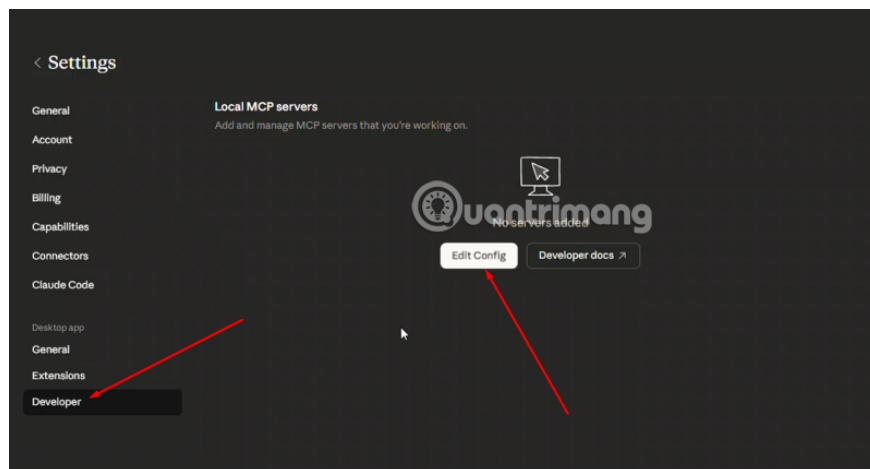 Settings
General
Account
Privacy
Billing
Capabilities
Connectors
Claude Code
Desktop app
General
Extensions
Developer
Local MCP servers
Add and manage MCP servers that you're working on.
Quantrimang
No servers added
Edit Config
Developer docs